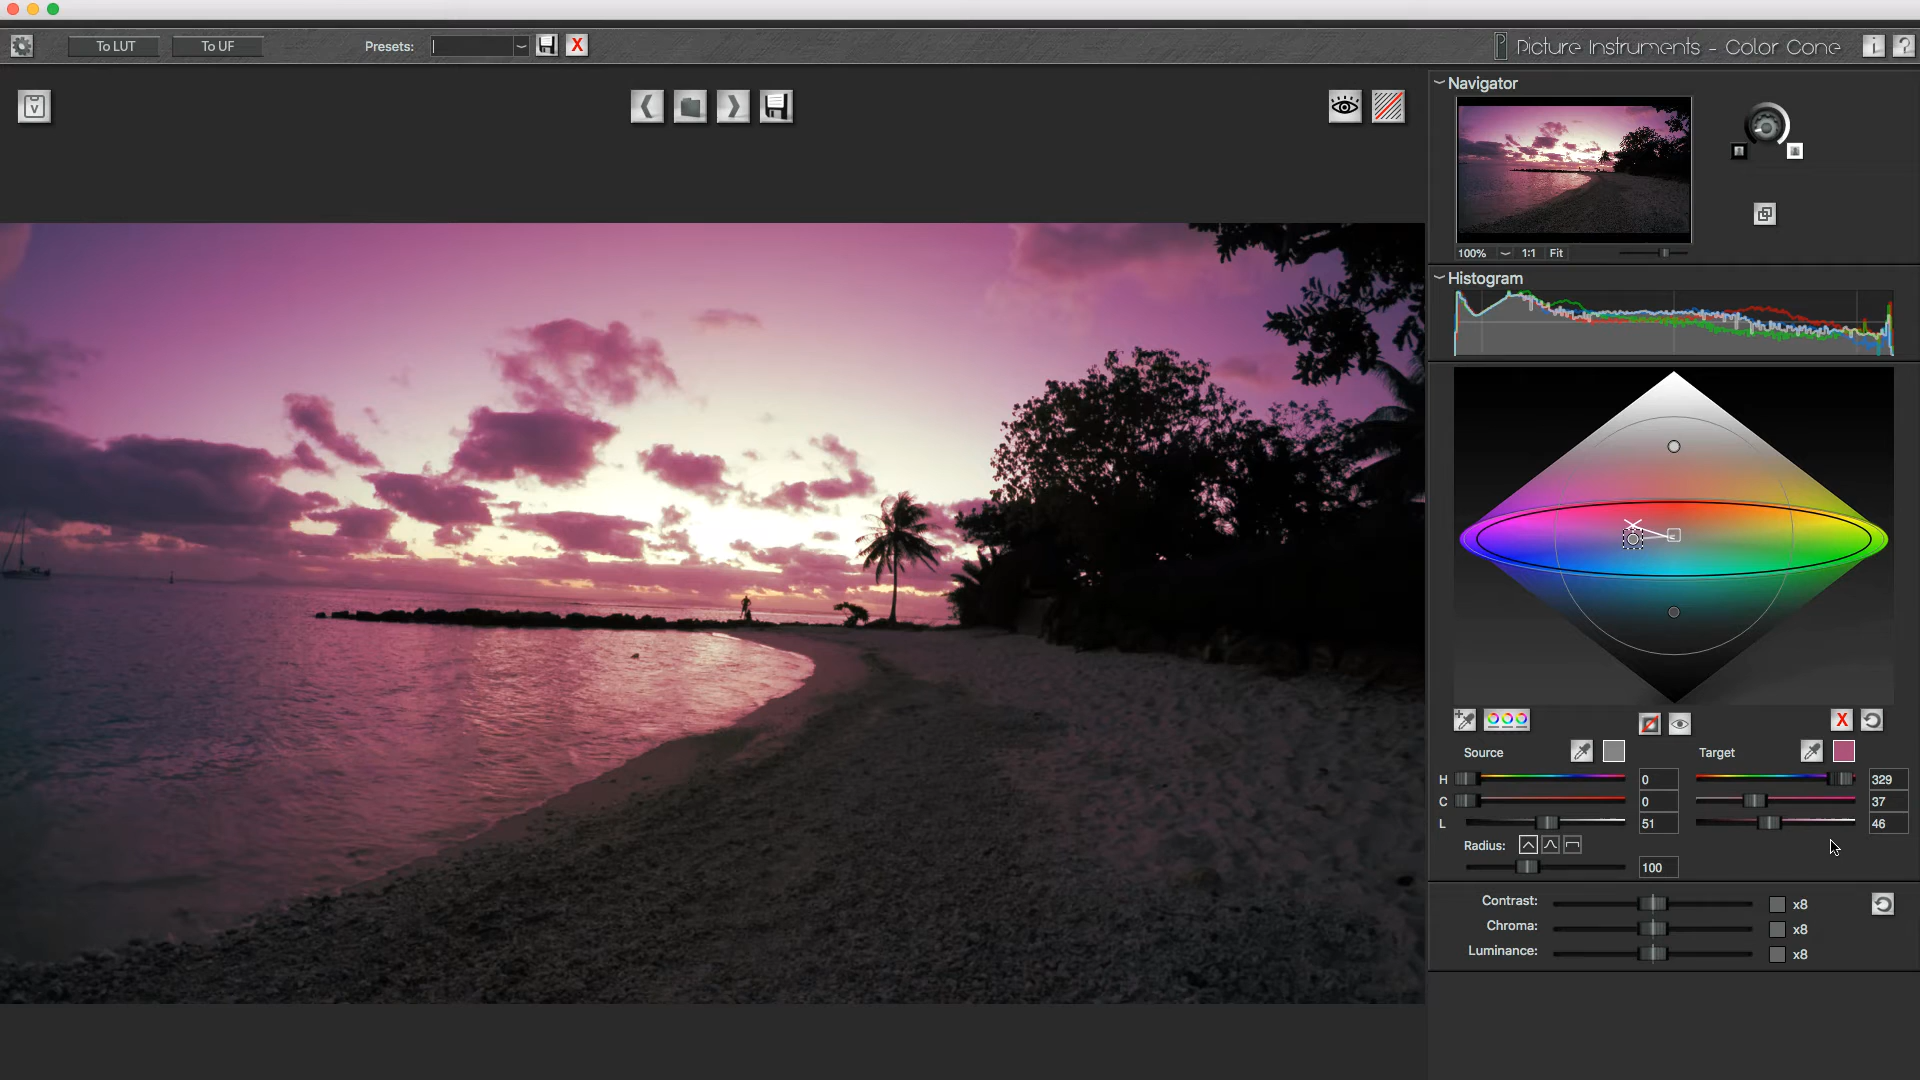 To LUT To UF Presets: X Picture Instruments - Color Cone i ?
V
Navigator
100% 1:1 Fit
Histogram
X
Source Target
H 0 329
C 0 37
L 51 46
Radius:
100
Contrast: x8
Chroma: x8
Luminance: x8